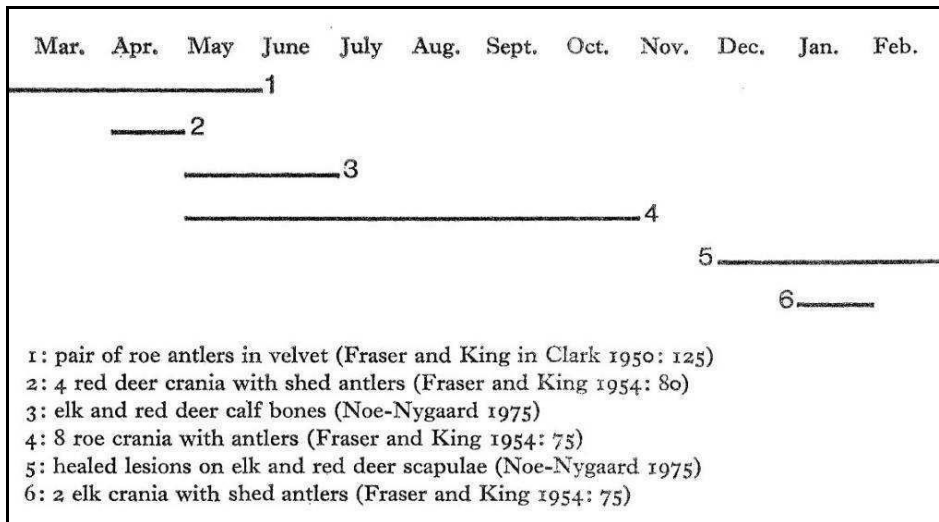 Mar. Apr. May June July Aug. Sept. Oct. Nov. Dec. Jan. Feb.
1
2
3
4
5
6
1: pair of roe antlers in velvet (Fraser and King in Clark 1950: 125)
2: 4 red deer crania with shed antlers (Fraser and King 1954: 80)
3: elk and red deer calf bones (Noe-Nygaard 1975)
4: 8 roe crania with antlers (Fraser and King 1954: 75)
5: healed lesions on elk and red deer scapulae (Noe-Nygaard 1975)
6: 2 elk crania with shed antlers (Fraser and King 1954: 75)